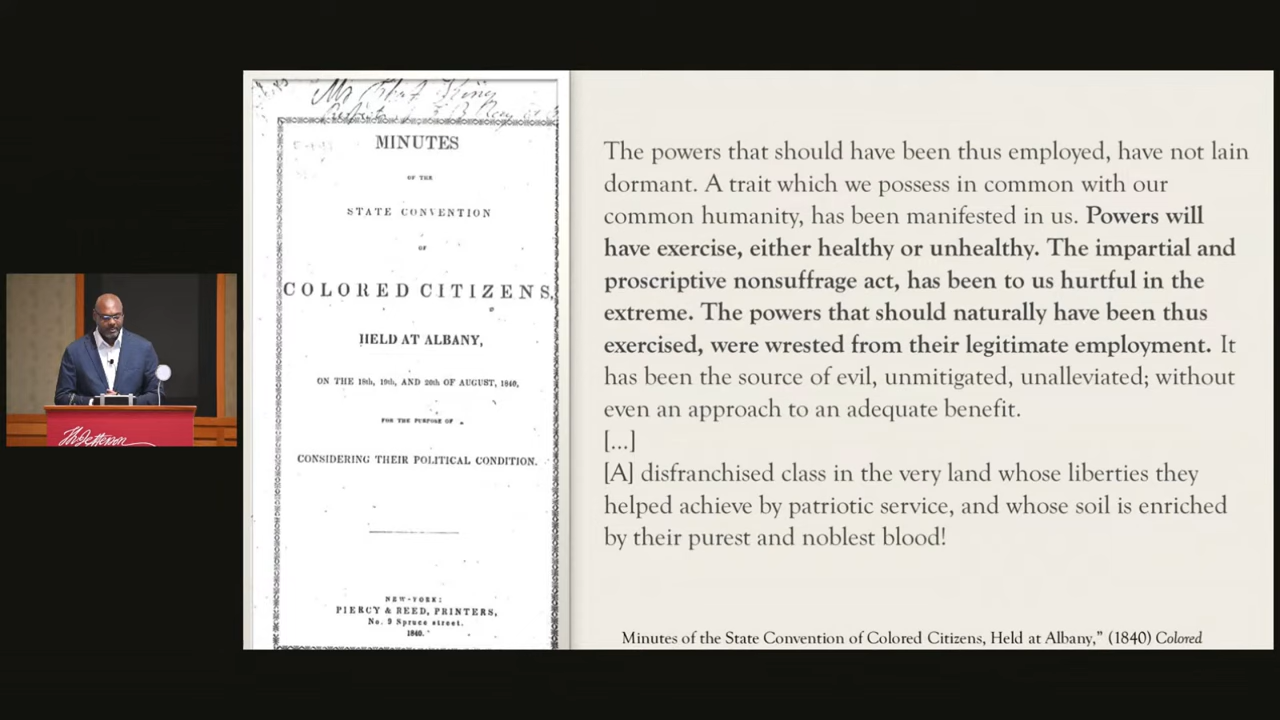 Th Jefferson
Mr
King
MINUTES
OF THE
STATE CONVENTION
OF
COLORED CITIZENS,
HELD AT ALBANY,
ON THE 18th, 19th, AND 20th OF AUGUST, 1840,
FOR THE PURPOSE OF
CONSIDERING THEIR POLITICAL CONDITION.
NEW-YORK:
PIERCY & REED, PRINTERS,
No. 9 Spruce street.
1840.
The powers that should have been thus employed, have not lain
dormant. A trait which we possess in common with our
common humanity, has been manifested in us. Powers will
have exercise, either healthy or unhealthy. The impartial and
proscriptive nonsuffrage act, has been to us hurtful in the
extreme. The powers that should naturally have been thus
exercised, were wrested from their legitimate employment. It
has been the source of evil, unmitigated, unalleviated; without
even an approach to an adequate benefit.
[...]
[A] disfranchised class in the very land whose liberties they
helped achieve by patriotic service, and whose soil is enriched
by their purest and noblest blood!
Minutes of the State Convention of Colored Citizens, Held at Albany,” (1840) Colored